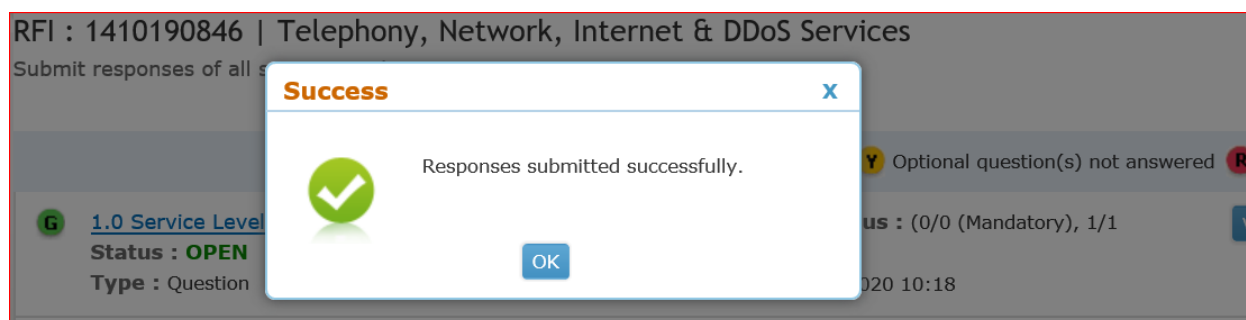 RFI : 1410190846 | Telephony, Network, Internet & DDoS Services
Submit responses of all
Success X
Responses submitted successfully.
Y Optional question(s) not answered R
G 1.0 Service Level
us : (0/0 (Mandatory), 1/1
Status : OPEN
OK
Type : Question
020 10:18